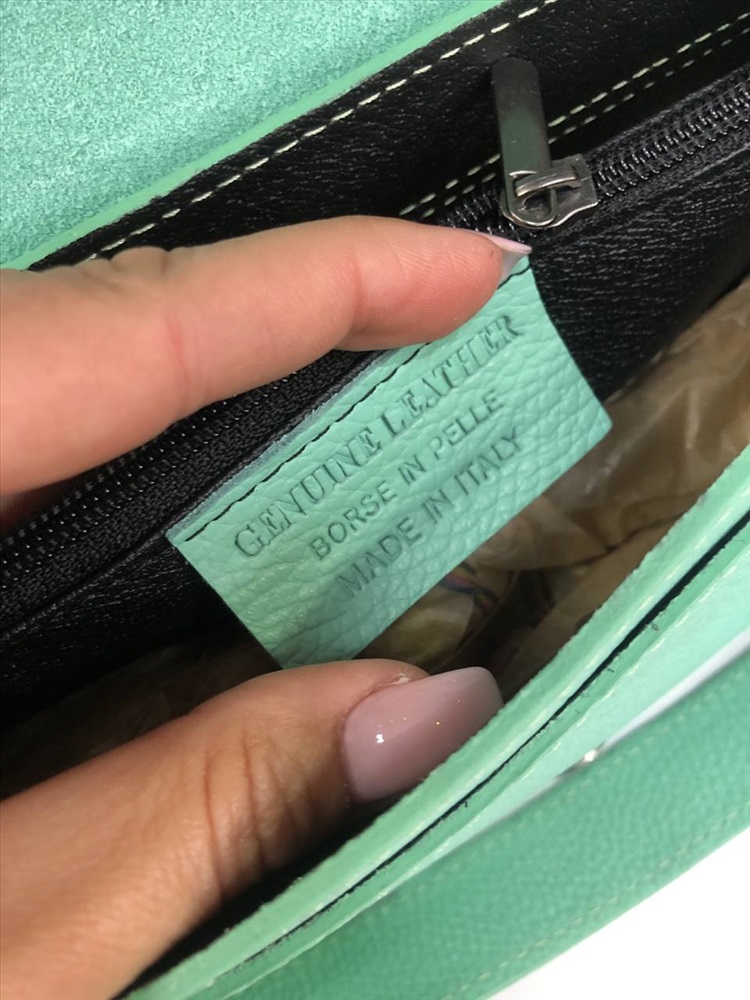 GENUINE LEATHER
BORSE IN PELLE
MADE IN ITALY